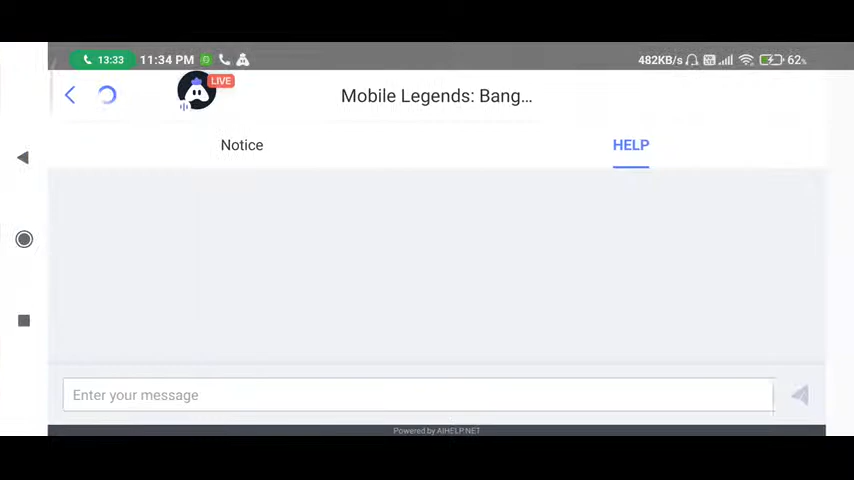 13:33 11:34 PM 482KB/s 62%
LIVE
Mobile Legends: Bang...
Notice HELP
Enter your message
Powered by AIHELP.NET